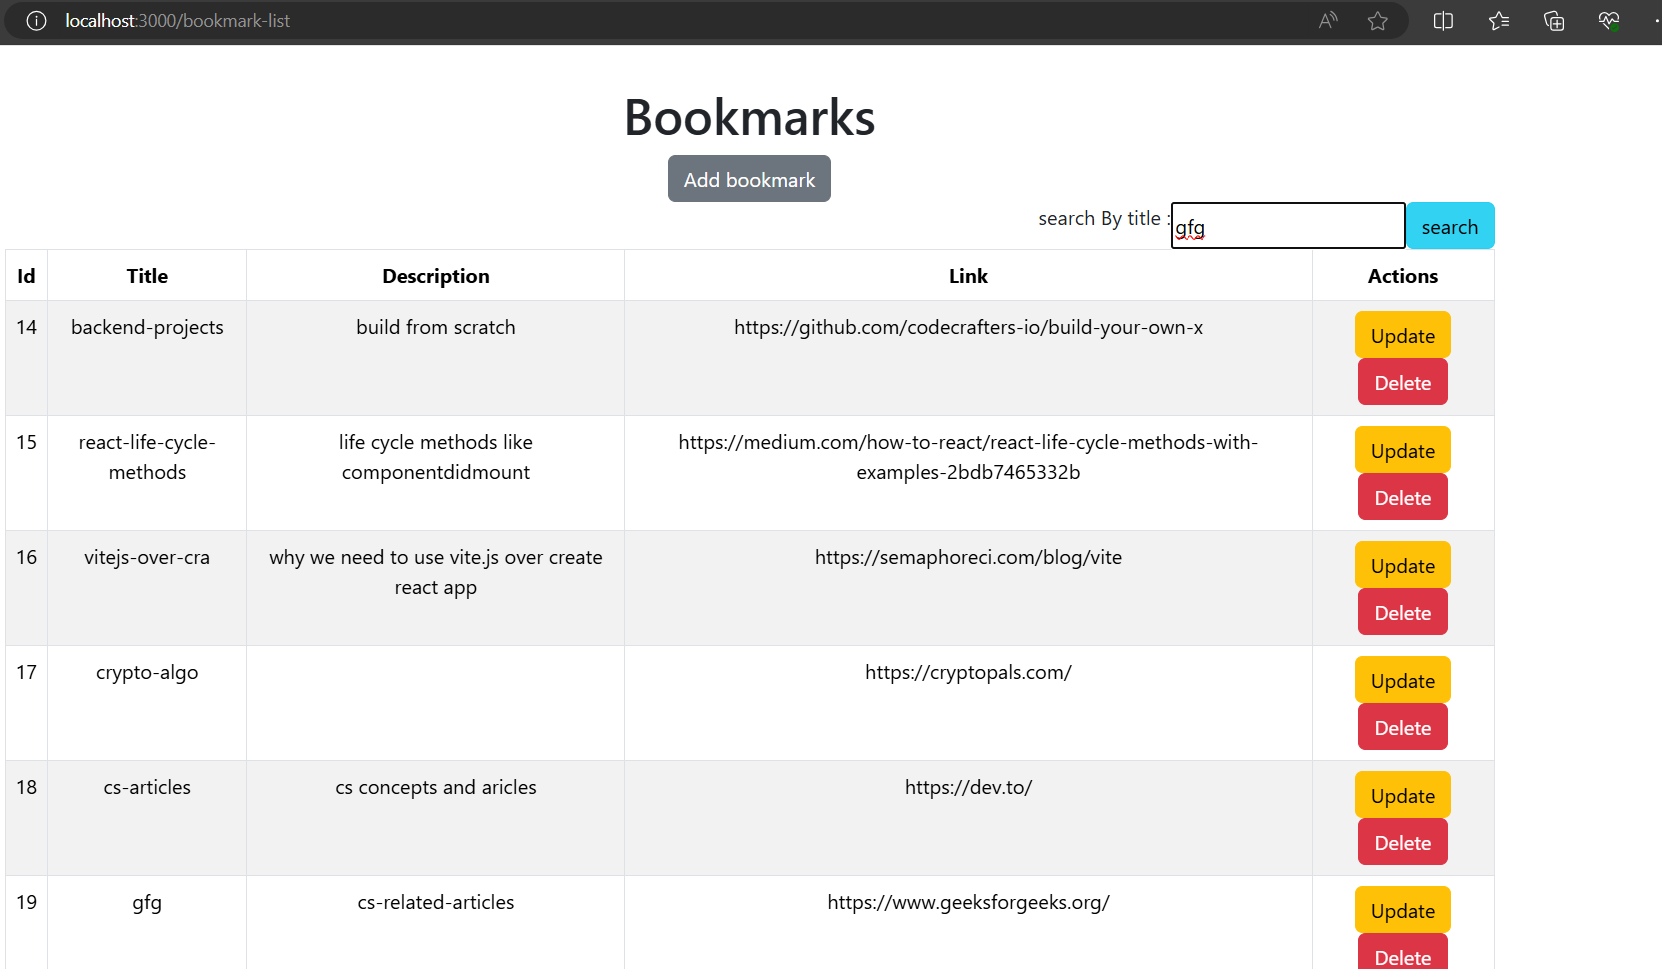 localhost:3000/bookmark-list
Bookmarks
Add bookmark
search By title : gfg search
Id Title Description Link Actions
14 backend-projects build from scratch https://github.com/codecrafters-io/build-your-own-x Update
Delete
15 react-life-cycle- life cycle methods like https://medium.com/how-to-react/react-life-cycle-methods-with- Update
methods componentdidmount examples-2bdb7465332b Delete
16 vitejs-over-cra why we need to use vite.js over create https://semaphoreci.com/blog/vite Update
react app Delete
17 crypto-algo https://cryptopals.com/ Update
Delete
18 cs-articles cs concepts and aricles https://dev.to/ Update
Delete
19 gfg cs-related-articles https://www.geeksforgeeks.org/ Update
Delete